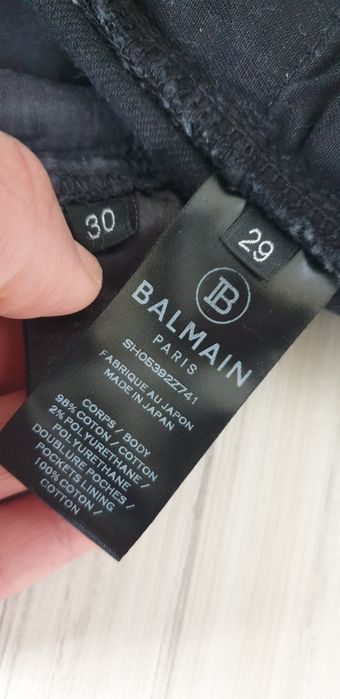 30
29
B
BALMAIN
PARIS
SH05392Z741
FABRIQUE AU JAPON
MADE IN JAPAN
CORPS / BODY
98% COTON / COTTON
2% POLYURETHANE /
POLYURETHANE
DOUBLURE POCHES /
POCKETS LINING
100% COTON /
COTTON